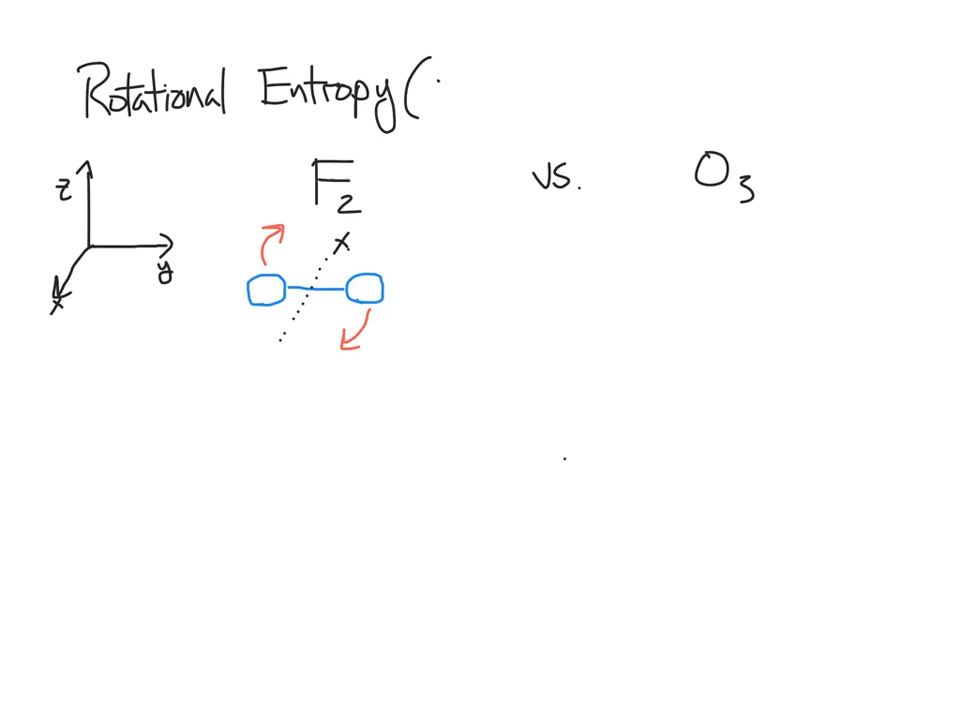 Rotational Entropy(
z
y
x
F2 vs. O3
x